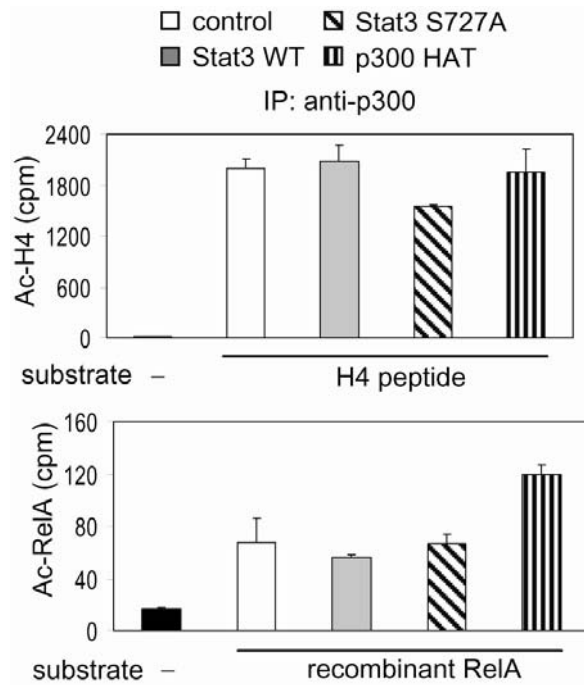 control Stat3 S727A
Stat3 WT p300 HAT
IP: anti-p300
2400
1800
1200
600
0
Ac-H4 (cpm)
substrate –
H4 peptide
160
120
80
40
0
Ac-RelA (cpm)
substrate –
recombinant RelA